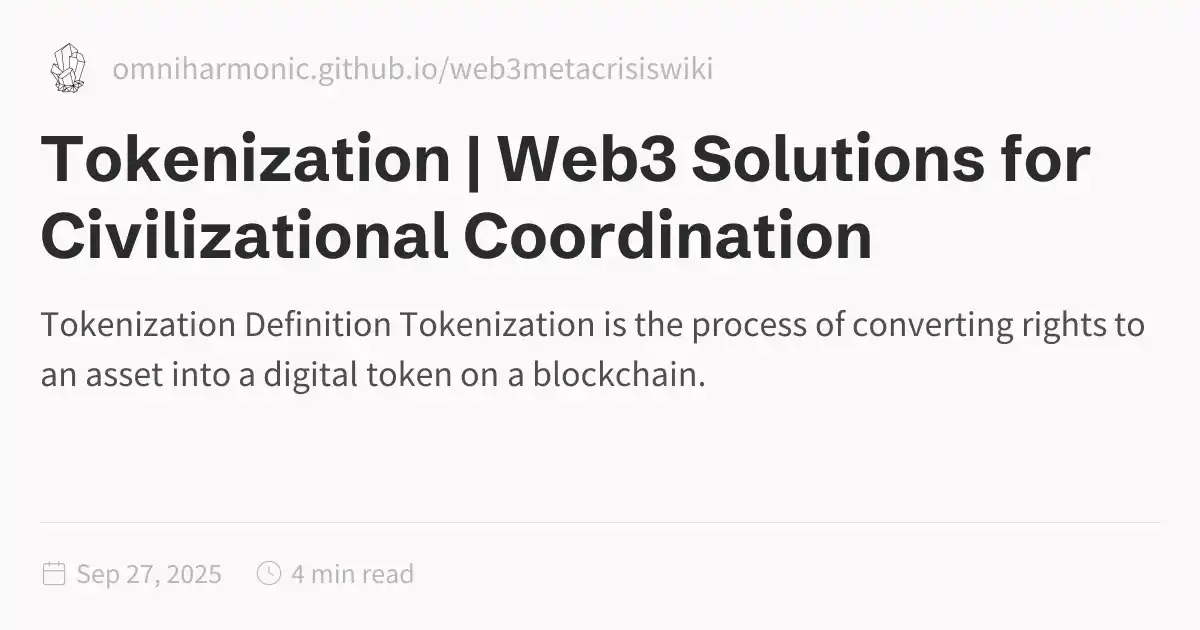 omniharmonic.github.io/web3metacrisiswiki
Tokenization | Web3 Solutions for
Civilizational Coordination
Tokenization Definition Tokenization is the process of converting rights to
an asset into a digital token on a blockchain.
Sep 27, 2025 4 min read